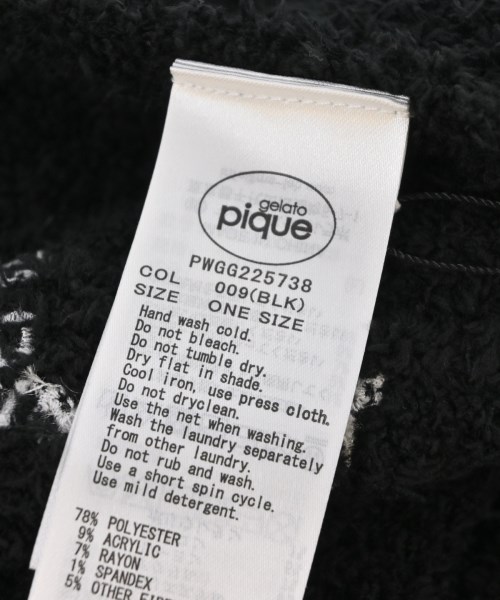 gelato
pique
PWGG225738
COL 009(BLK)
SIZE ONE SIZE
Hand wash cold.
Do not bleach.
Do not tumble dry.
Dry flat in shade.
Cool iron, use press cloth.
Do not dryclean.
Use the net when washing.
Wash the laundry separately
from other laundry.
Do not rub and wash.
Use a short spin cycle.
Use mild detergent.
78% POLYESTER
9% ACRYLIC
7% RAYON
1% SPANDEX
5% OTHER